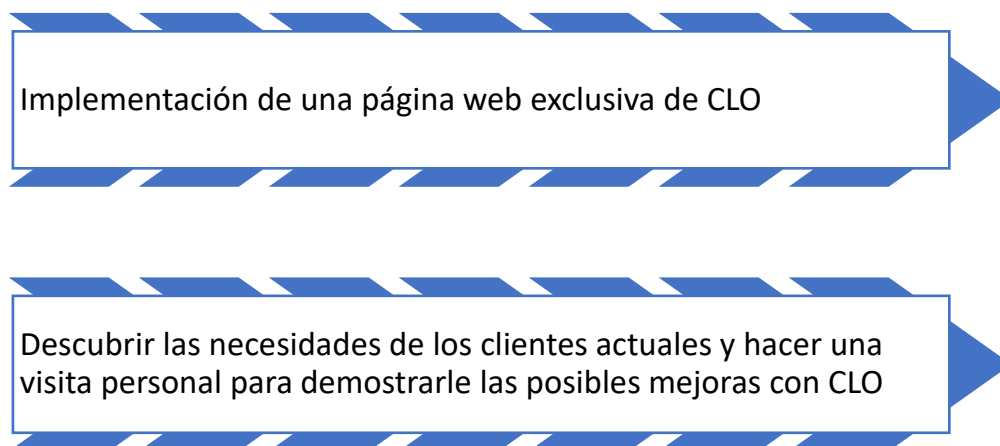 Implementación de una página web exclusiva de CLO
Descubrir las necesidades de los clientes actuales y hacer una
visita personal para demostrarle las posibles mejoras con CLO